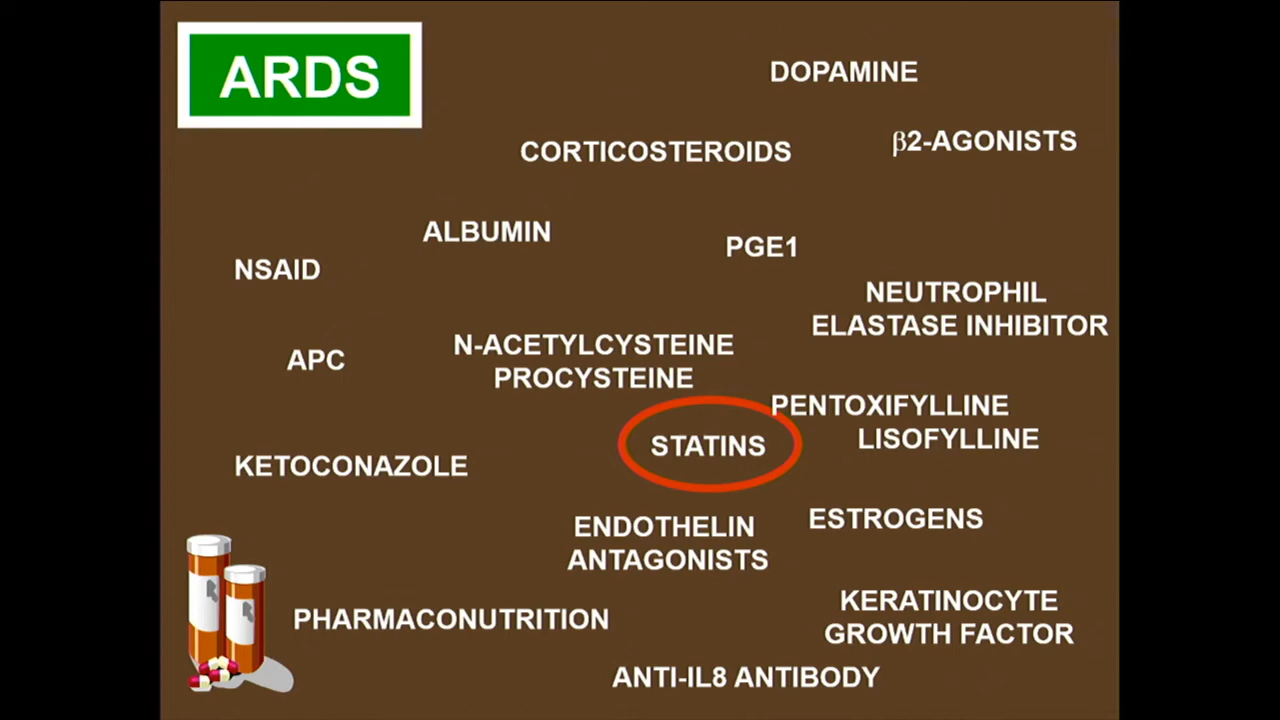 ARDS
DOPAMINE
CORTICOSTEROIDS
β2-AGONISTS
ALBUMIN
PGE1
NSAID
NEUTROPHIL
ELASTASE INHIBITOR
APC
N-ACETYLCYSTEINE
PROCYSTEINE
PENTOXIFYLLINE
LISOFYLLINE
STATINS
KETOCONAZOLE
ENDOTHELIN
ANTAGONISTS
ESTROGENS
PHARMACONUTRITION
KERATINOCYTE
GROWTH FACTOR
ANTI-IL8 ANTIBODY